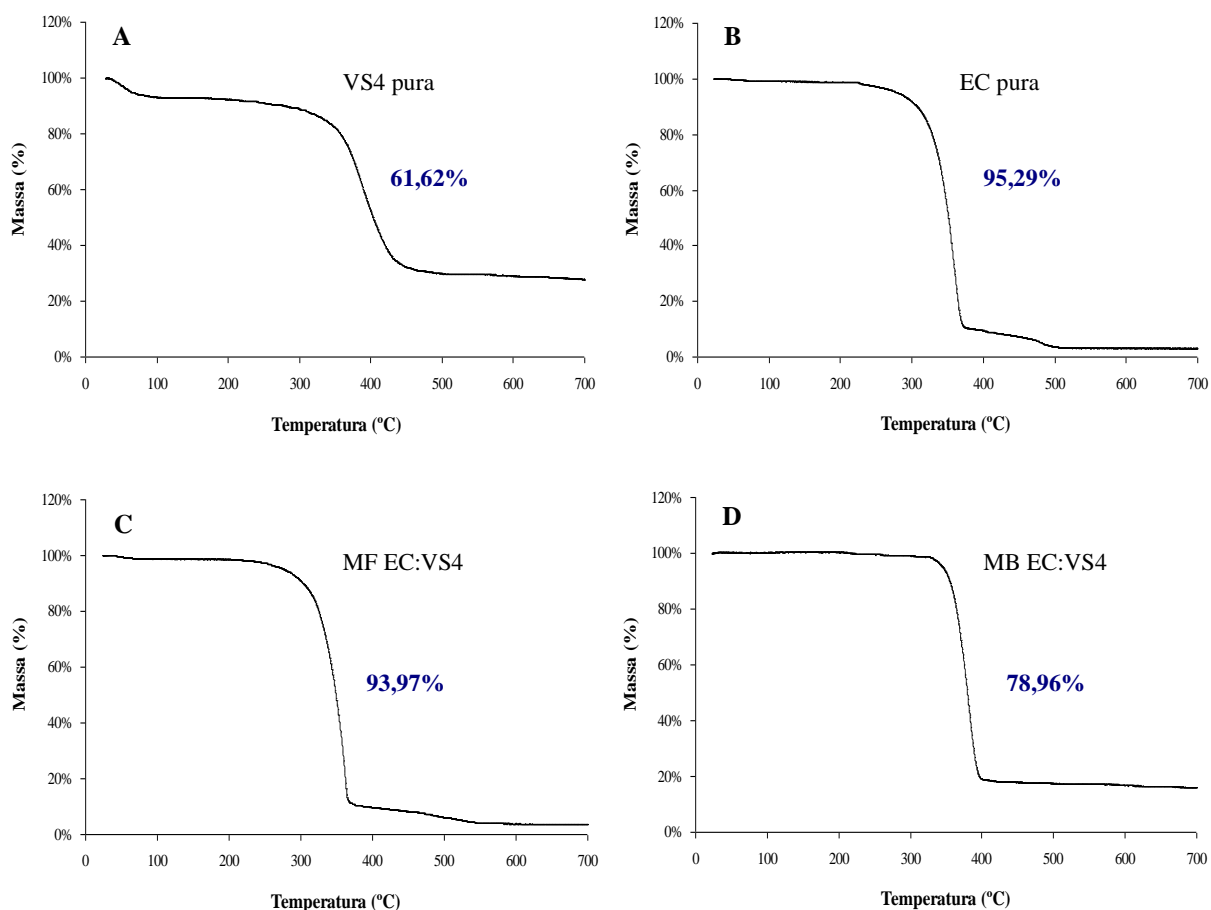 A
VS4 pura
61,62%
Massa (%)
120%
100%
80%
60%
40%
20%
0%
0 100 200 300 400 500 600 700
Temperatura (ºC)
B
EC pura
95,29%
Massa (%)
120%
100%
80%
60%
40%
20%
0%
0 100 200 300 400 500 600 700
Temperatura (ºC)
C
MF EC:VS4
93,97%
Massa (%)
120%
100%
80%
60%
40%
20%
0%
0 100 200 300 400 500 600 700
Temperatura (ºC)
D
MB EC:VS4
78,96%
Massa (%)
120%
100%
80%
60%
40%
20%
0%
0 100 200 300 400 500 600 700
Temperatura (ºC)